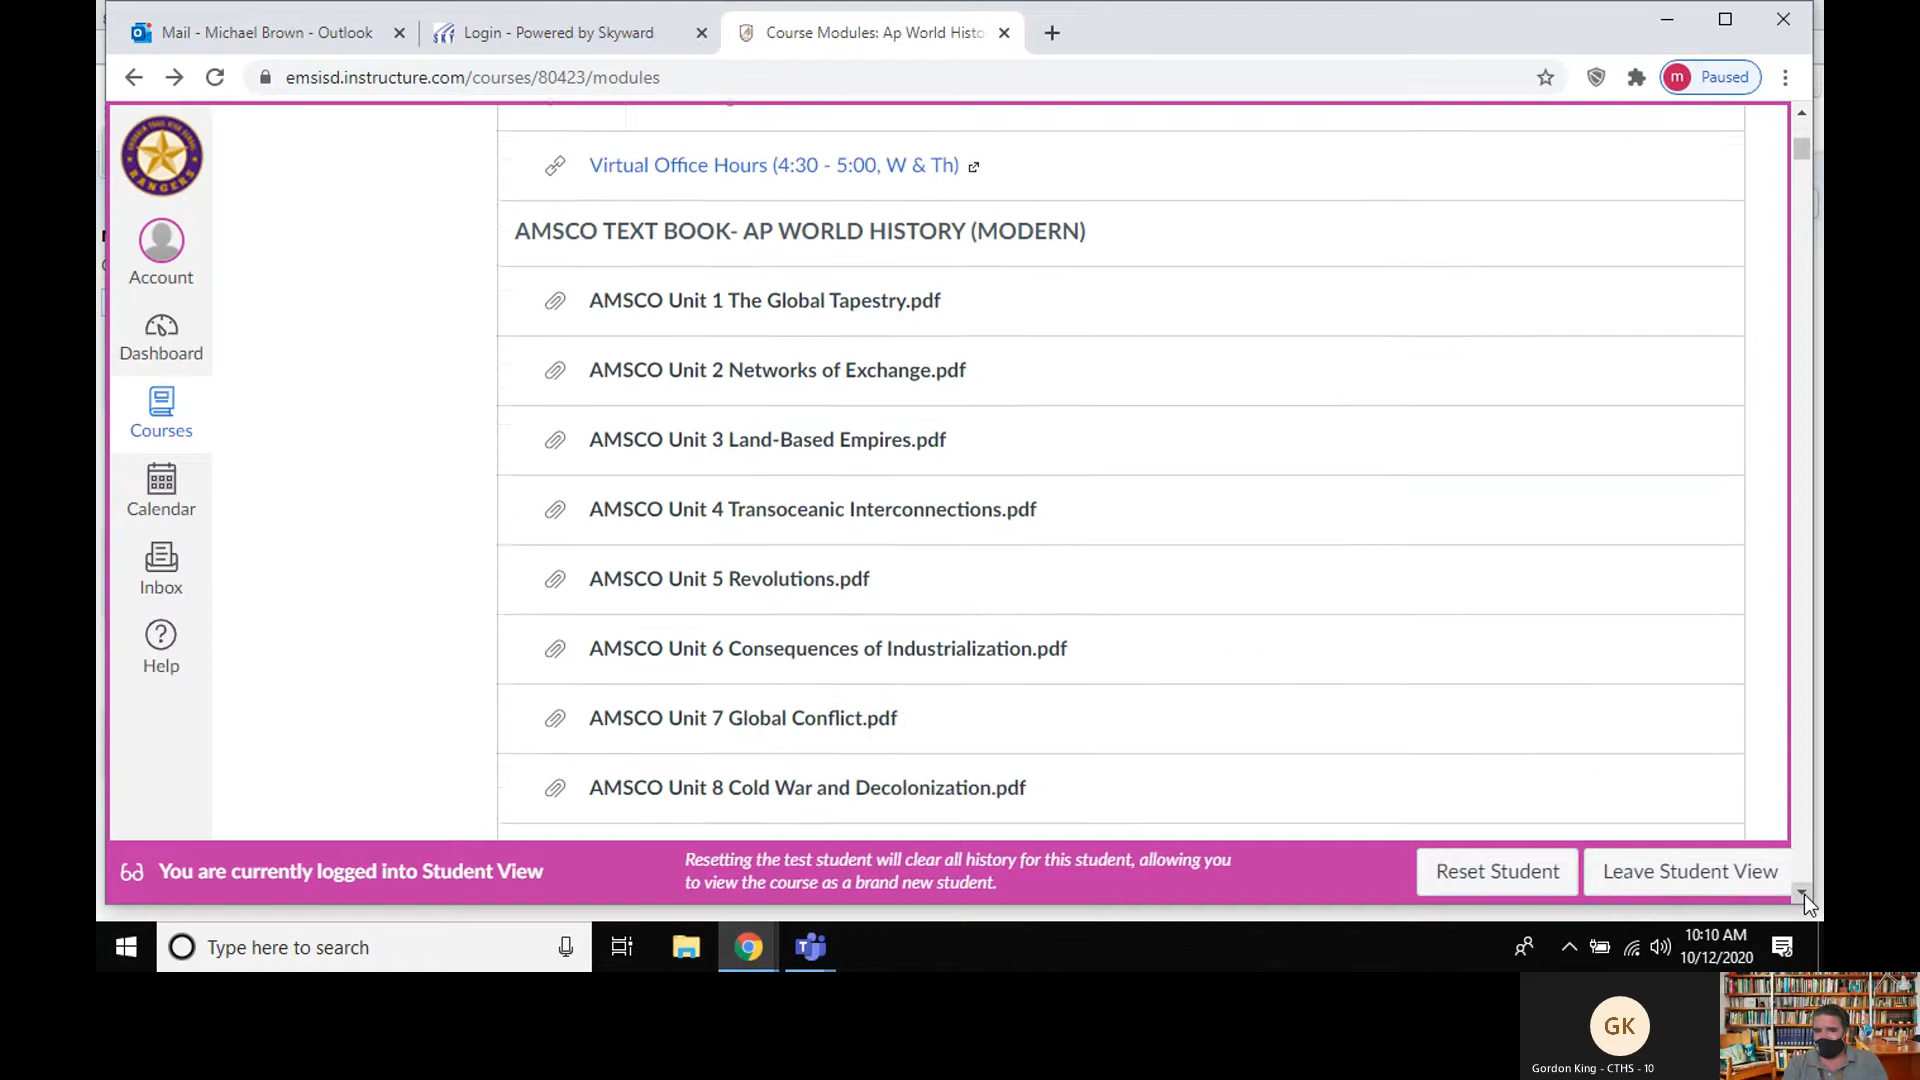 Mail - Michael Brown - Outlook
Login - Powered by Skyward
Course Modules: Ap World Histo
emsisd.instructure.com/courses/80423/modules
m
Paused
RANGERS
Account
Dashboard
Courses
Calendar
Inbox
Help
Virtual Office Hours (4:30 - 5:00, W & Th)
AMSCO TEXT BOOK- AP WORLD HISTORY (MODERN)
AMSCO Unit 1 The Global Tapestry.pdf
AMSCO Unit 2 Networks of Exchange.pdf
AMSCO Unit 3 Land-Based Empires.pdf
AMSCO Unit 4 Transoceanic Interconnections.pdf
AMSCO Unit 5 Revolutions.pdf
AMSCO Unit 6 Consequences of Industrialization.pdf
AMSCO Unit 7 Global Conflict.pdf
AMSCO Unit 8 Cold War and Decolonization.pdf
You are currently logged into Student View
Resetting the test student will clear all history for this student, allowing you
to view the course as a brand new student.
Reset Student
Leave Student View
Type here to search
10:10 AM
10/12/2020
GK
Gordon King - CTHS - 10